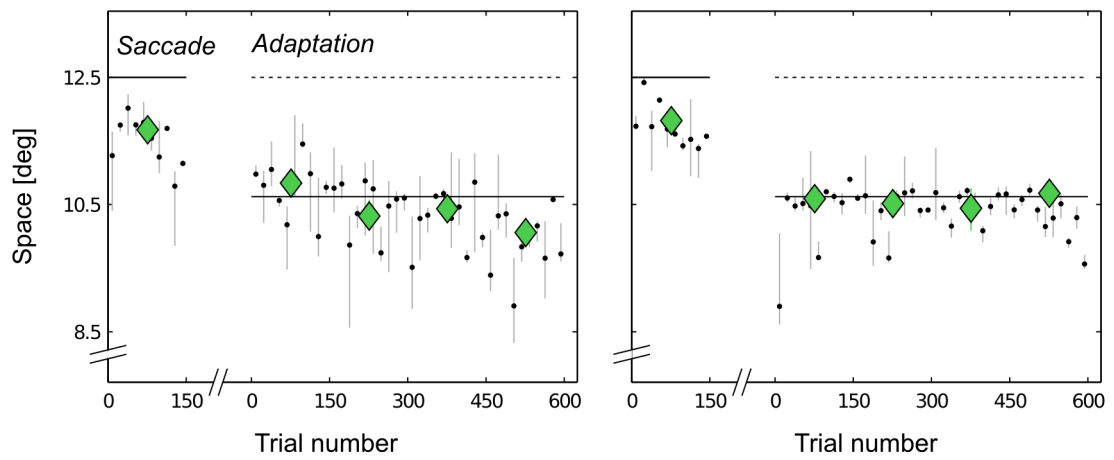 Saccade Adaptation
12.5
10.5
8.5
Space [deg]
0 150 0 150 300 450 600
0 150 0 150 300 450 600
Trial number
Trial number